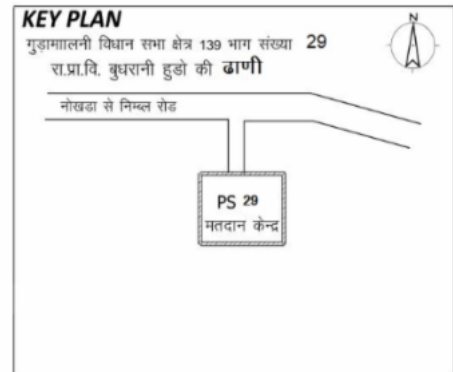 KEY PLAN
N
गुड़ामाालनी विधान सभा क्षेत्र 139 भाग संख्या 29
रा.प्रा.वि. बुधरानी हुडो की ढाणी
नोखडा से निम्बल रोड
PS 29
मतदान केन्द्र